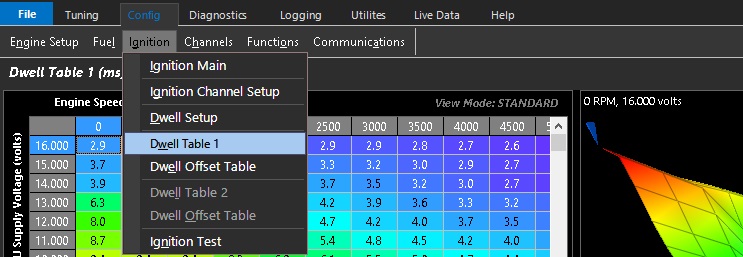 File Tuning Config Diagnostics Logging Utilites Live Data Help
Engine Setup Fuel Ignition Channels Functions Communications
Dwell Table 1 (ms)
Ignition Main
Ignition Channel Setup
Dwell Setup
Dwell Table 1
Dwell Offset Table
Dwell Table 2
Dwell Offset Table
Ignition Test
Engine Speed View Mode: STANDARD
0 2500 3000 3500 4000 4500
U Supply Voltage (volts)
16.000 2.9 2.9 2.9 2.8 2.7 2.6
15.000 3.7 3.3 3.2 3.0 2.9 2.7
14.000 3.9 3.7 3.5 3.2 3.0 2.7
13.000 6.3 4.2 3.9 3.6 3.3 3.2
12.000 8.0 4.7 4.2 4.0 3.7 3.5
11.000 8.7 5.4 4.8 4.5 4.2 4.0
0 RPM, 16.000 volts